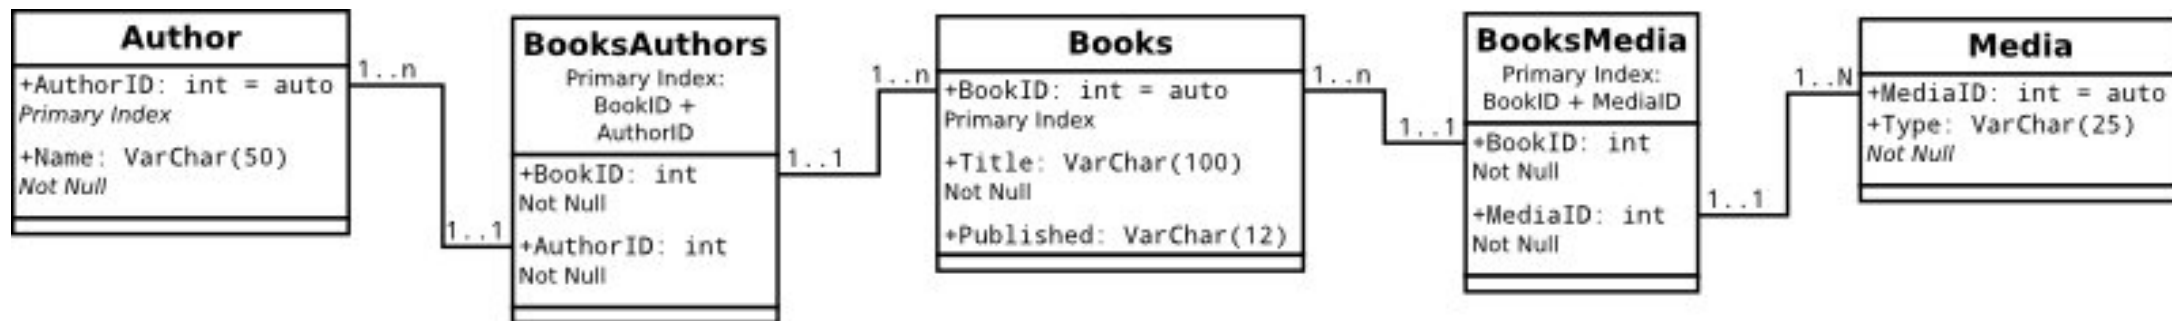 Author
+AuthorID: int = auto
Primary Index
+Name: VarChar(50)
Not Null
1..n
1..1
BooksAuthors
Primary Index:
BookID +
AuthorID
+BookID: int
Not Null
+AuthorID: int
Not Null
1..1
1..n
Books
+BookID: int = auto
Primary Index
+Title: VarChar(100)
Not Null
+Published: VarChar(12)
1..n
1..1
BooksMedia
Primary Index:
BookID + MediaID
+BookID: int
Not Null
+MediaID: int
Not Null
1..1
1..N
Media
+MediaID: int = auto
+Type: VarChar(25)
Not Null